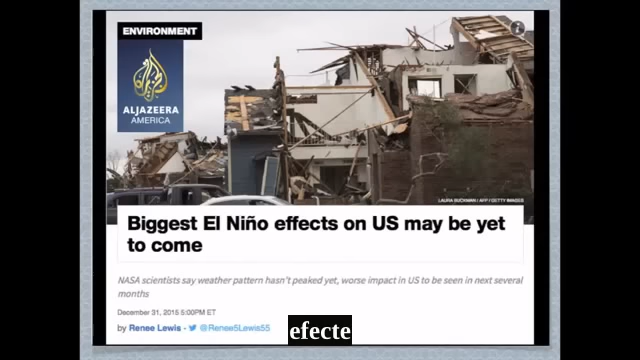 ENVIRONMENT
ALJAZEERA
AMERICA
LAURA BUCKMAN / AFP / GETTY IMAGES
Biggest El Niño effects on US may be yet
to come
NASA scientists say weather pattern hasn't peaked yet, worse impact in US to be seen in next several
months
December 31, 2015 5:00PM ET
by Renee Lewis - @Renee5Lewis55
efecte